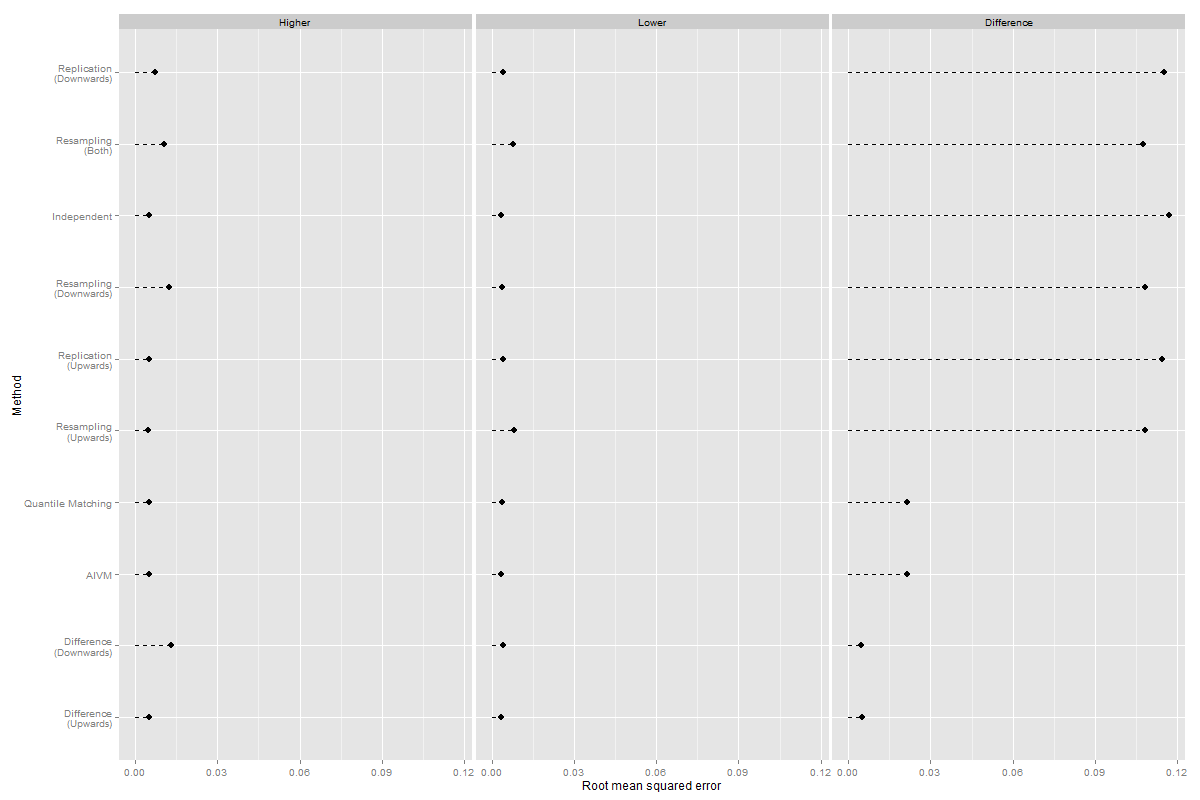 Higher Lower Difference
Replication
(Downwards)
Resampling
(Both)
Independent
Resampling
(Downwards)
Replication
(Upwards)
Resampling
(Upwards)
Quantile Matching
AIVM
Difference
(Downwards)
Difference
(Upwards)
Method
0.00 0.03 0.06 0.09 0.12 0.00 0.03 0.06 0.09 0.12 0.00 0.03 0.06 0.09 0.12
Root mean squared error